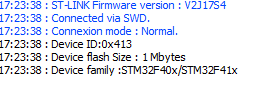 17:23:38 : ST-LINK Firmware version : V2J17S4
17:23:38 : Connected via SWD.
17:23:38 : Connexion mode : Normal.
17:23:38 : Device ID:0x413
17:23:38 : Device flash Size : 1 Mbytes
17:23:38 : Device family :STM32F40x/STM32F41x